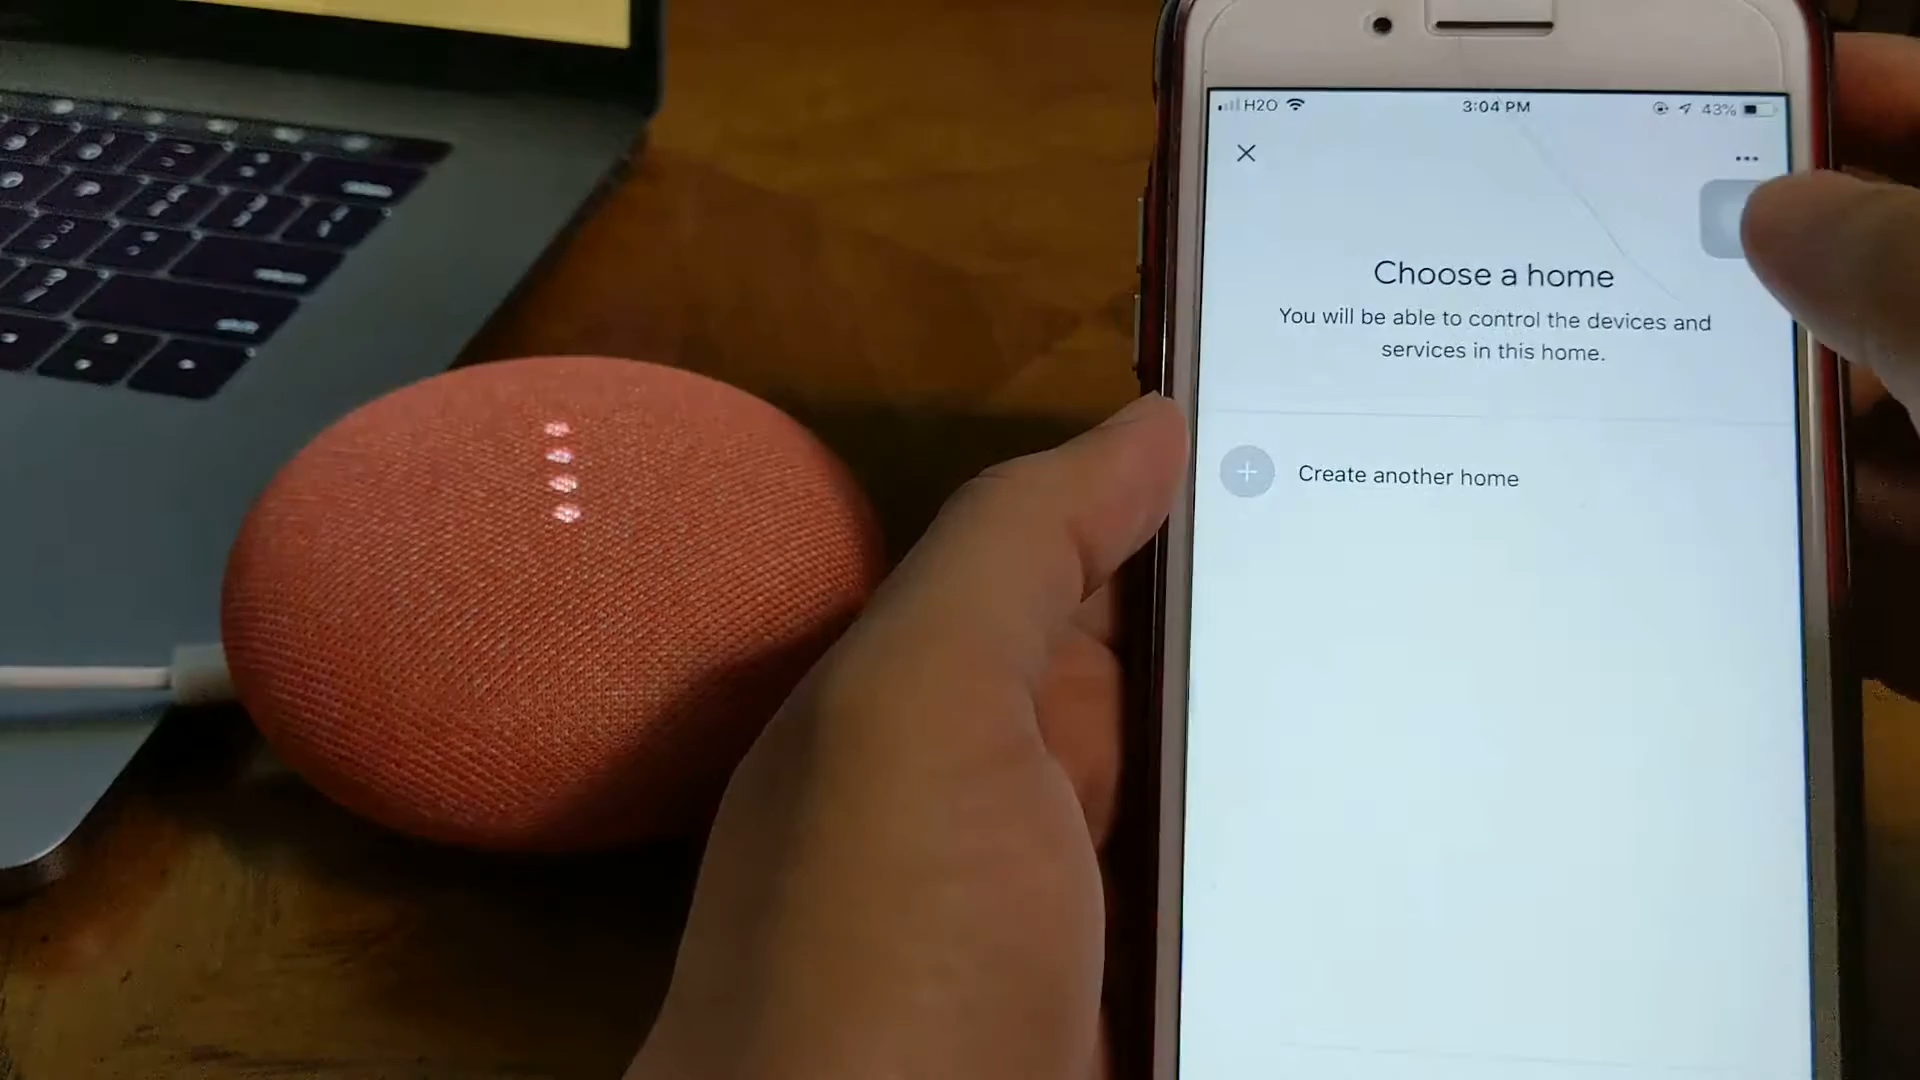 H2O 3:04 PM 43%
Choose a home
You will be able to control the devices and
services in this home.
Create another home